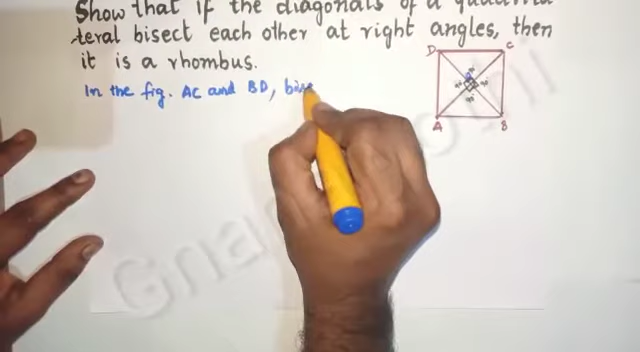 Show that if the diagonals of a quadrila
teral bisect each other at right angles, then
it is a rhombus.
In the fig. AC and BD,
D C
A B